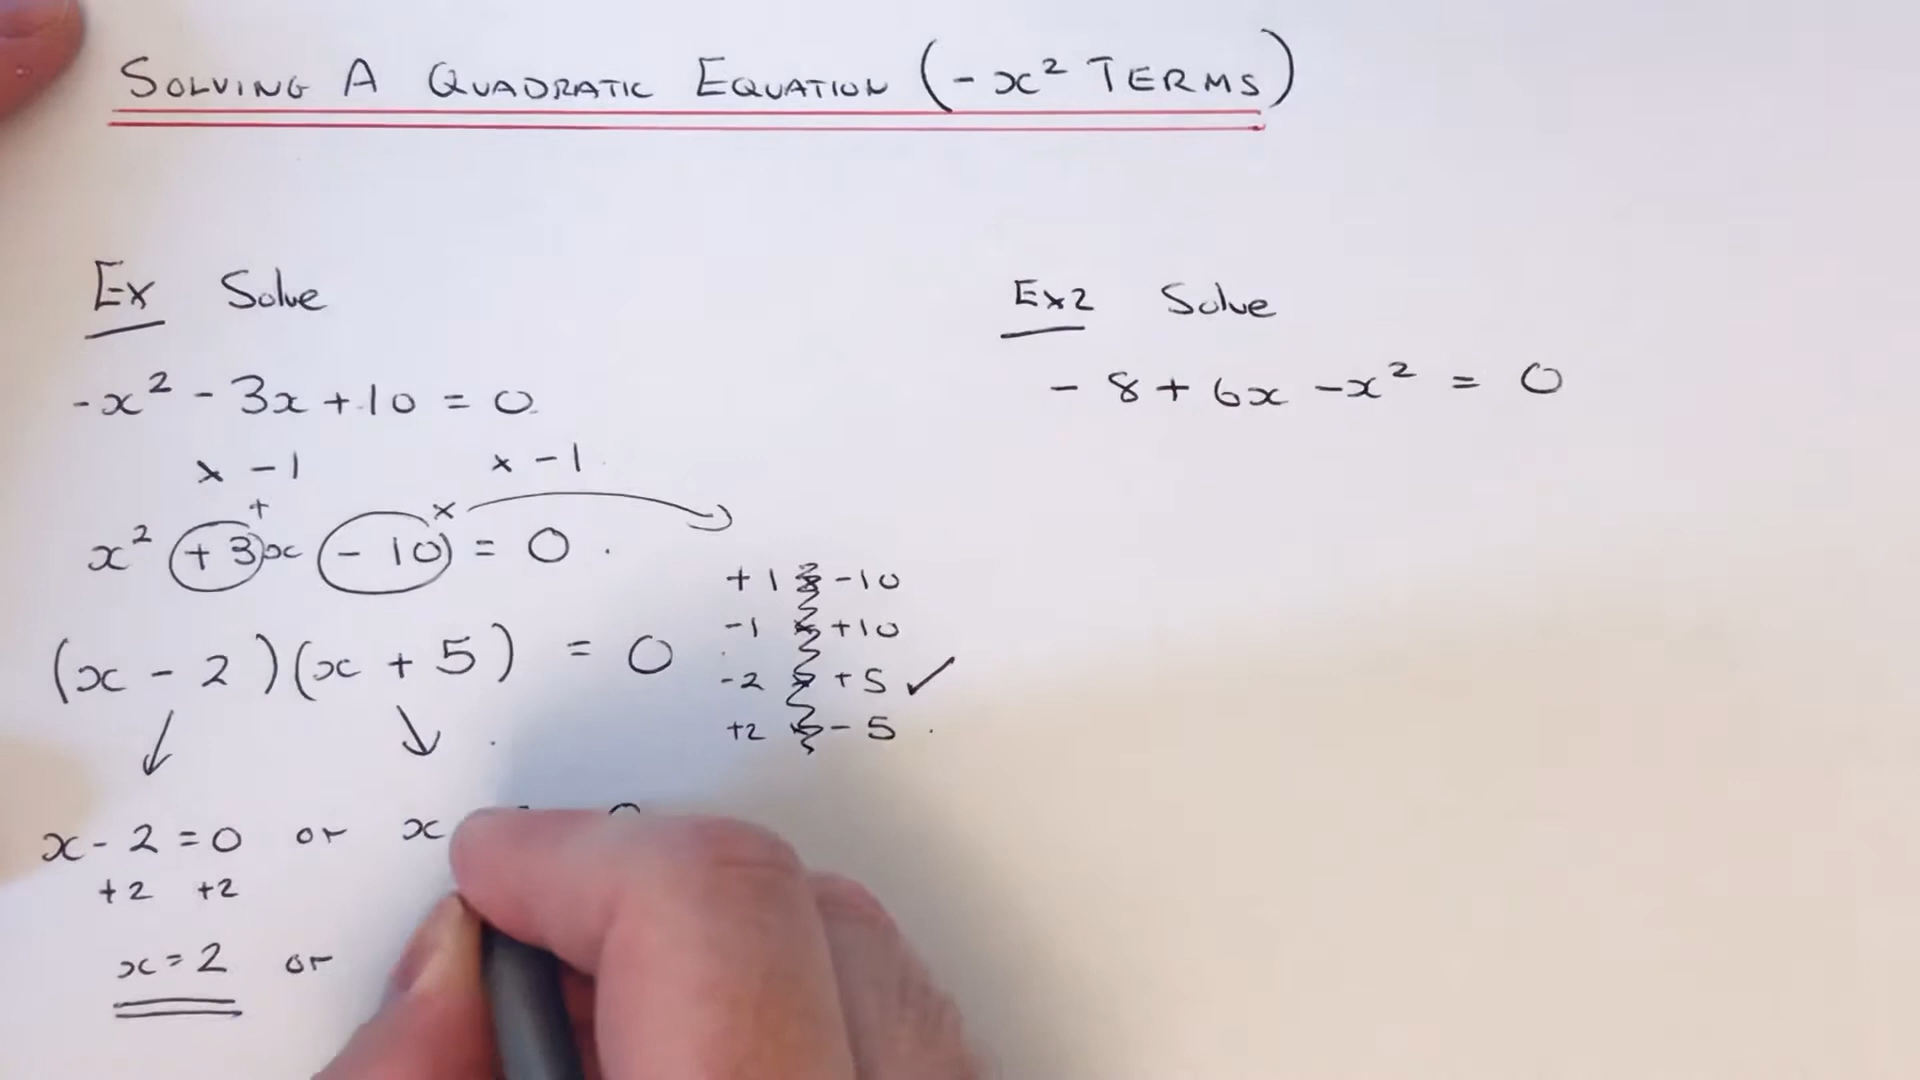 SOLVING A QUADRATIC EQUATION (-x² TERMS)
Ex Solve
-x² - 3x + 10 = 0
x -1 x -1
+ x
x² +3x - 10 = 0
(x - 2)(x + 5) = 0
+1 x -10
-1 x +10
-2 x +5 ✓
+2 x -5
x - 2 = 0 or x
+2 +2
x = 2 or
Ex2 Solve
- 8 + 6x - x² = 0